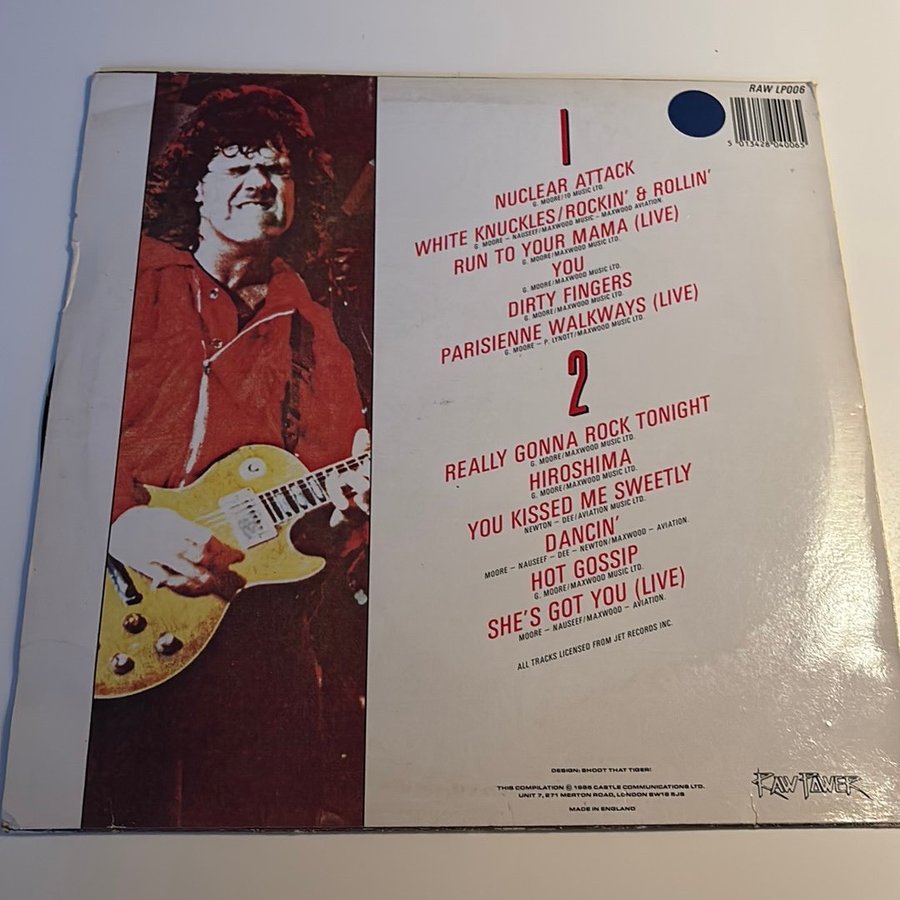 RAW LP006
5 013428 040065
1
NUCLEAR ATTACK
G. MOORE/10 MUSIC LTD.
WHITE KNUCKLES/ROCKIN' & ROLLIN'
G. MOORE – NAUSEEF/MAXWOOD MUSIC – MAXWOOD AVIATION.
RUN TO YOUR MAMA (LIVE)
G. MOORE/MAXWOOD MUSIC LTD.
YOU
G. MOORE/MAXWOOD MUSIC LTD.
DIRTY FINGERS
G. MOORE/MAXWOOD MUSIC LTD.
PARISIENNE WALKWAYS (LIVE)
G. MOORE – P. LYNOTT/MAXWOOD MUSIC LTD.
2
REALLY GONNA ROCK TONIGHT
G. MOORE/MAXWOOD MUSIC LTD.
HIROSHIMA
G. MOORE/MAXWOOD MUSIC LTD.
YOU KISSED ME SWEETLY
NEWTON – DEE/AVIATION MUSIC LTD.
DANCIN'
MOORE – NAUSEEF – DEE – NEWTON/MAXWOOD – AVIATION.
HOT GOSSIP
G. MOORE/MAXWOOD MUSIC LTD.
SHE'S GOT YOU (LIVE)
MOORE – NAUSEEF/MAXWOOD – AVIATION.
ALL TRACKS LICENSED FROM JET RECORDS INC.
DESIGN: SHOOT THAT TIGER!
THIS COMPILATION © 1986 CASTLE COMMUNICATIONS LTD.
UNIT 7, 271 MERTON ROAD, LONDON SW18 5JS
MADE IN ENGLAND
RAW POWER